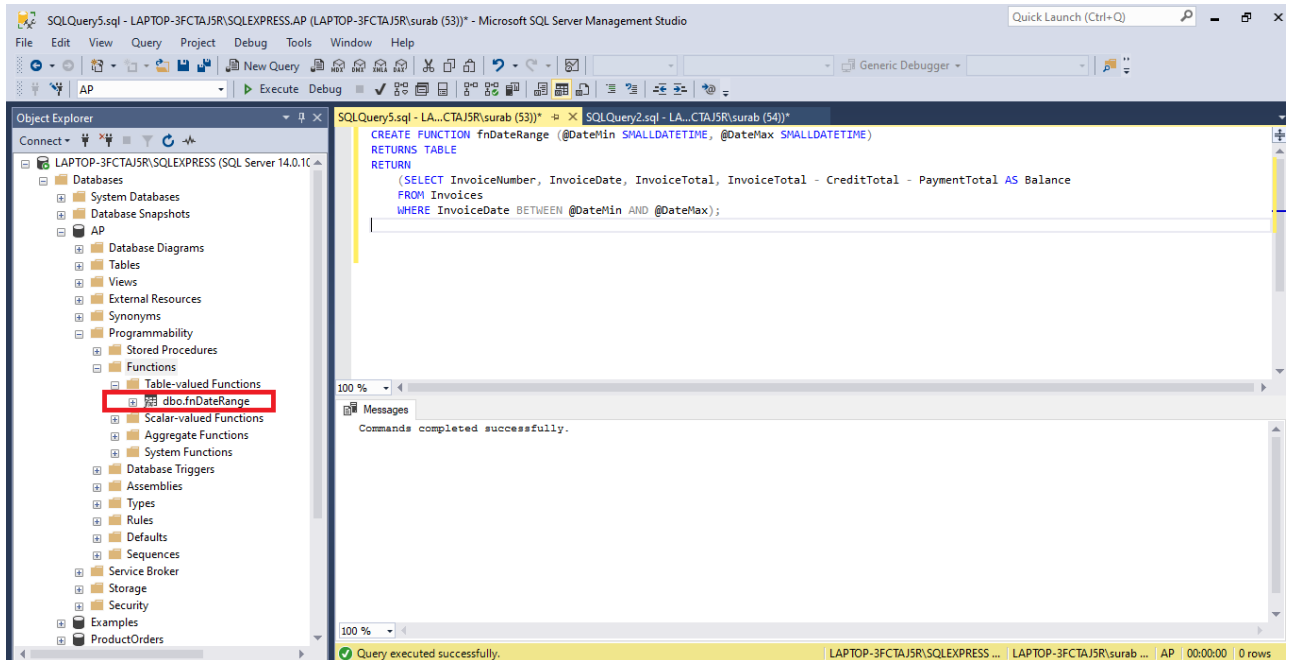 SQLQuery5.sql - LAPTOP-3FCTAJ5R\SQLEXPRESS.AP (LAPTOP-3FCTAJ5R\surab (53))* - Microsoft SQL Server Management Studio
Quick Launch (Ctrl+Q)
File Edit View Query Project Debug Tools Window Help
New Query
Generic Debugger
AP
Execute Debug
Object Explorer
Connect
LAPTOP-3FCTAJ5R\SQLEXPRESS (SQL Server 14.0.10
Databases
System Databases
Database Snapshots
AP
Database Diagrams
Tables
Views
External Resources
Synonyms
Programmability
Stored Procedures
Functions
Table-valued Functions
dbo.fnDateRange
Scalar-valued Functions
Aggregate Functions
System Functions
Database Triggers
Assemblies
Types
Rules
Defaults
Sequences
Service Broker
Storage
Security
Examples
ProductOrders
SQLQuery5.sql - LA...CTAJ5R\surab (53))* SQLQuery2.sql - LA...CTAJ5R\surab (54))*
CREATE FUNCTION fnDateRange (@DateMin SMALLDATETIME, @DateMax SMALLDATETIME)
RETURNS TABLE
RETURN
(SELECT InvoiceNumber, InvoiceDate, InvoiceTotal, InvoiceTotal - CreditTotal - PaymentTotal AS Balance
FROM Invoices
WHERE InvoiceDate BETWEEN @DateMin AND @DateMax);
100 %
Messages
Commands completed successfully.
100 %
Query executed successfully.
LAPTOP-3FCTAJ5R\SQLEXPRESS ... LAPTOP-3FCTAJ5R\surab ... AP 00:00:00 0 rows